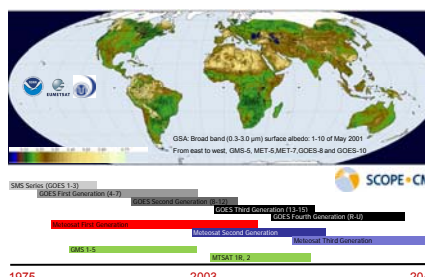 EUMETSAT
GSA: Broad band (0.3-3.0 µm) surface albedo: 1-10 of May 2001
From east to west, GMS-5, MET-5,MET-7,GOES-8 and GOES-10
SCOPE•CM
SMS Series (GOES 1-3)
GOES First Generation (4-7)
GOES Second Generation (8-12)
GOES Third Generation (13-15)
GOES Fourth Generation (R-U)
Meteosat First Generation
Meteosat Second Generation
Meteosat Third Generation
GMS 1-5
MTSAT 1R, 2
1975 2003